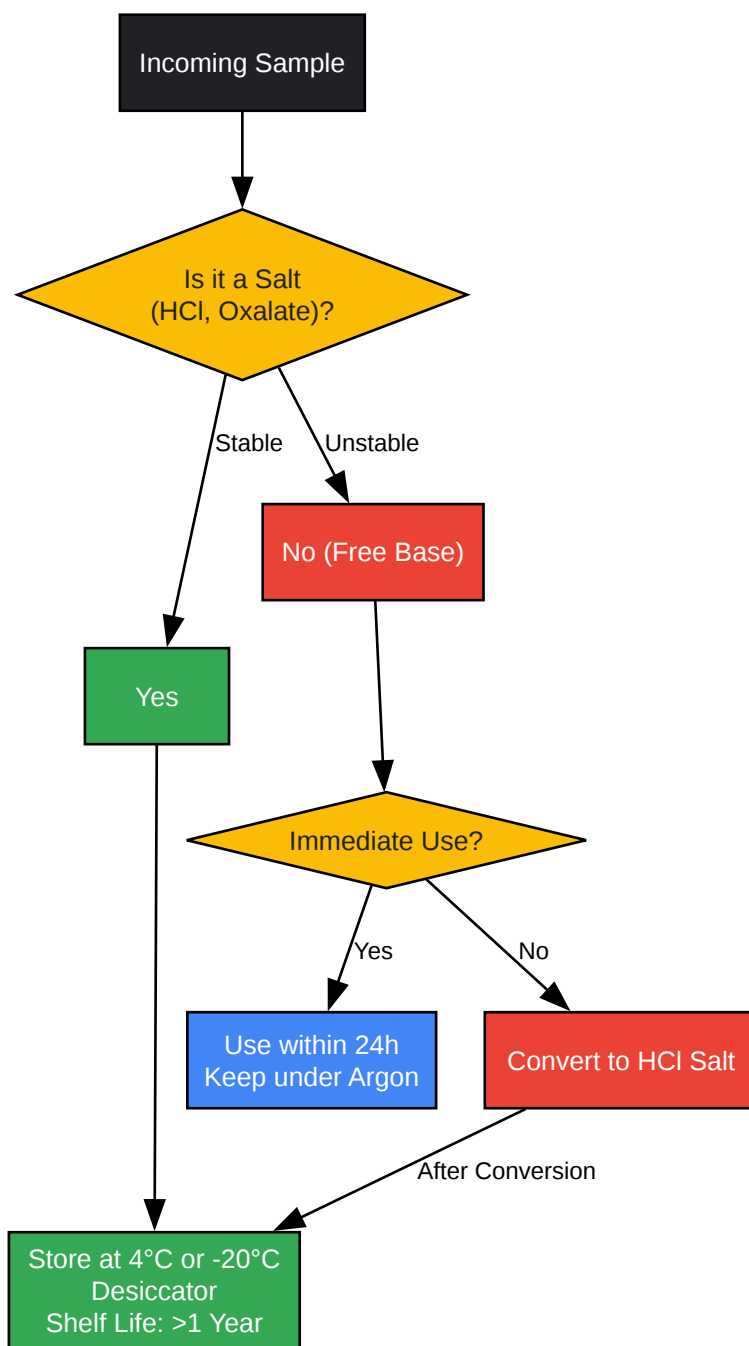 Incoming Sample
Is it a Salt
(HCl, Oxalate)?
Stable
Unstable
No (Free Base)
Yes
Immediate Use?
Yes
No
Use within 24h
Keep under Argon
Convert to HCl Salt
After Conversion
Store at 4°C or -20°C
Desiccator
Shelf Life: >1 Year